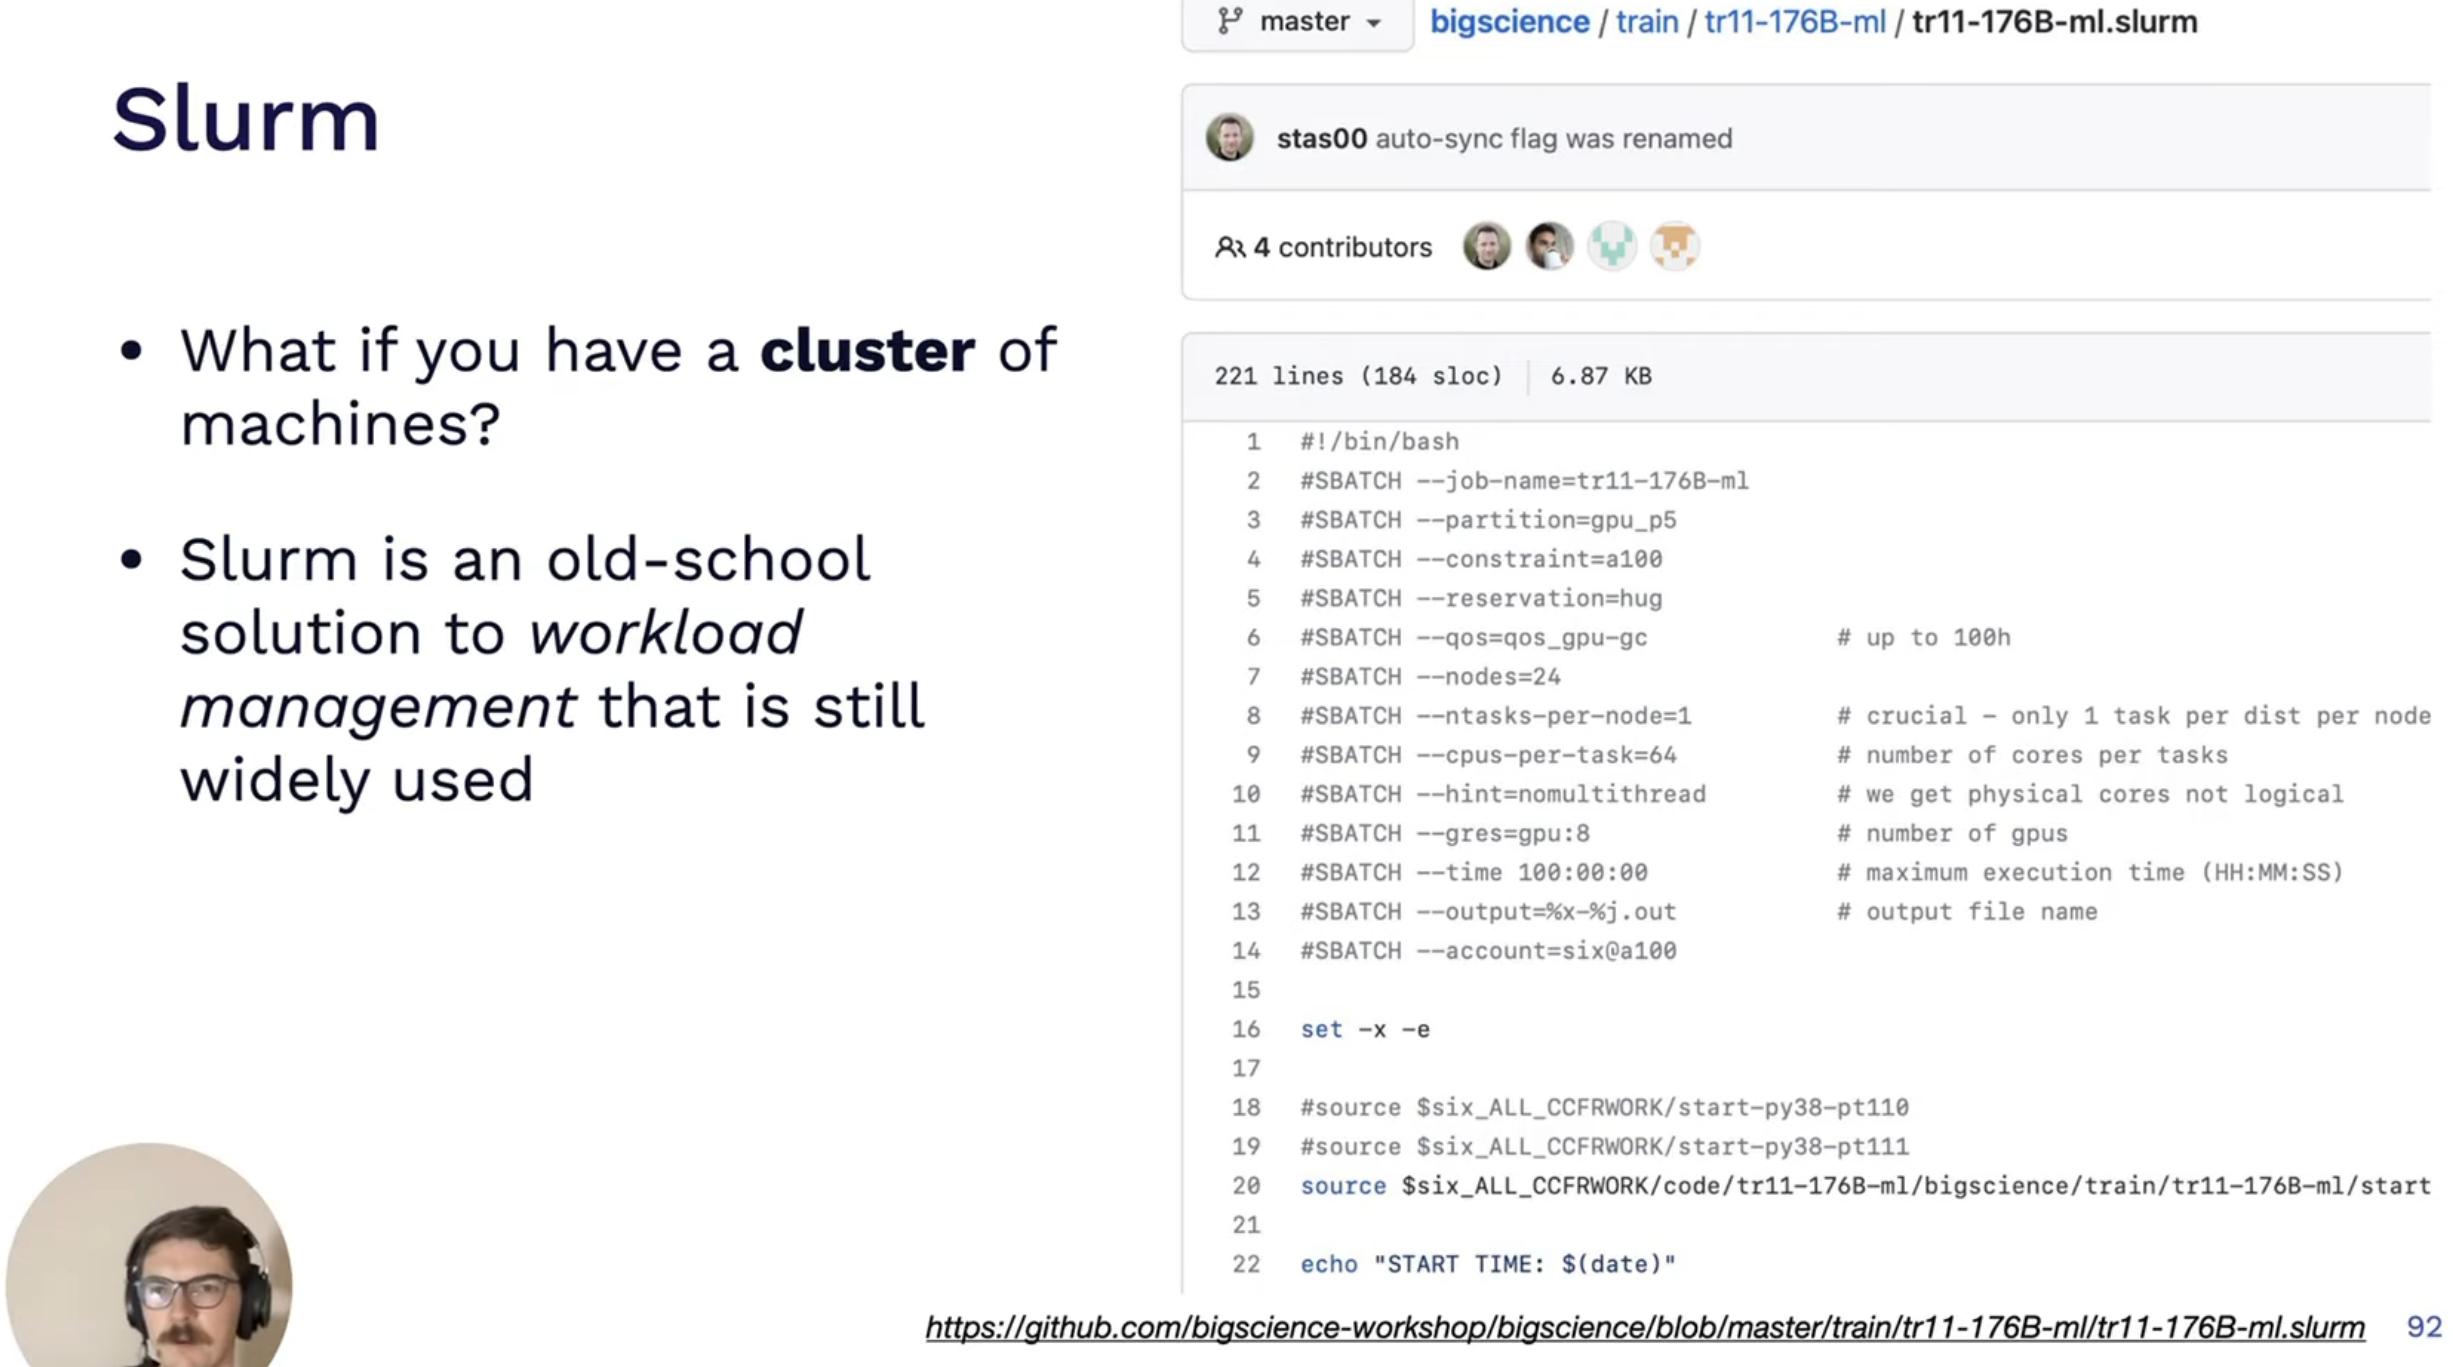 Slurm
• What if you have a cluster of
machines?
• Slurm is an old-school
solution to workload
management that is still
widely used
master
bigscience / train / tr11-176B-ml / tr11-176B-ml.slurm
stas00 auto-sync flag was renamed
4 contributors
221 lines (184 sloc) | 6.87 KB
1 #!/bin/bash
2 #SBATCH --job-name=tr11-176B-ml
3 #SBATCH --partition=gpu_p5
4 #SBATCH --constraint=a100
5 #SBATCH --reservation=hug
6 #SBATCH --qos=qos_gpu-gc # up to 100h
7 #SBATCH --nodes=24
8 #SBATCH --ntasks-per-node=1 # crucial - only 1 task per dist per node
9 #SBATCH --cpus-per-task=64 # number of cores per tasks
10 #SBATCH --hint=nomultithread # we get physical cores not logical
11 #SBATCH --gres=gpu:8 # number of gpus
12 #SBATCH --time 100:00:00 # maximum execution time (HH:MM:SS)
13 #SBATCH --output=%x-%j.out # output file name
14 #SBATCH --account=six@a100
15
16 set -x -e
17
18 #source $six_ALL_CCFRWORK/start-py38-pt110
19 #source $six_ALL_CCFRWORK/start-py38-pt111
20 source $six_ALL_CCFRWORK/code/tr11-176B-ml/bigscience/train/tr11-176B-ml/start
21
22 echo "START TIME: $(date)"
https://github.com/bigscience-workshop/bigscience/blob/master/train/tr11-176B-ml/tr11-176B-ml.slurm
92